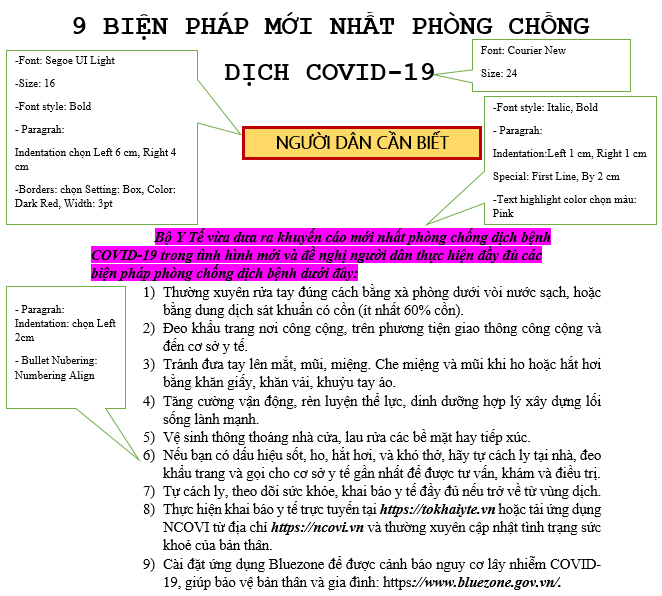 9 BIỆN PHÁP MỚI NHẤT PHÒNG CHỐNG
DỊCH COVID-19
-Font: Segoe UI Light
-Size: 16
-Font style: Bold
- Paragrah:
Indentation chọn Left 6 cm, Right 4
cm
-Borders: chọn Setting: Box, Color:
Dark Red, Width: 3pt
Font: Courier New
Size: 24
NGƯỜI DÂN CẦN BIẾT
-Font style: Italic, Bold
- Paragrah:
Indentation:Left 1 cm, Right 1 cm
Special: First Line, By 2 cm
-Text highlight color chọn màu:
Pink
Bộ Y Tế vừa đưa ra khuyến cáo mới nhất phòng chống dịch bệnh
COVID-19 trong tình hình mới và đề nghị người dân thực hiện đầy đủ các
biện pháp phòng chống dịch bệnh dưới đây:
- Paragrah:
Indentation: chọn Left
2cm
- Bullet Nubering:
Numbering Align
1) Thường xuyên rửa tay đúng cách bằng xà phòng dưới vòi nước sạch, hoặc
bằng dung dịch sát khuẩn có cồn (ít nhất 60% cồn).
2) Đeo khẩu trang nơi công cộng, trên phương tiện giao thông công cộng và
đến cơ sở y tế.
3) Tránh đưa tay lên mắt, mũi, miệng. Che miệng và mũi khi ho hoặc hắt hơi
bằng khăn giấy, khăn vải, khuỷu tay áo.
4) Tăng cường vận động, rèn luyện thể lực, dinh dưỡng hợp lý xây dựng lối
sống lành mạnh.
5) Vệ sinh thông thoáng nhà cửa, lau rửa các bề mặt hay tiếp xúc.
6) Nếu bạn có dấu hiệu sốt, ho, hắt hơi, và khó thở, hãy tự cách ly tại nhà, đeo
khẩu trang và gọi cho cơ sở y tế gần nhất để được tư vấn, khám và điều trị.
7) Tự cách ly, theo dõi sức khỏe, khai báo y tế đầy đủ nếu trở về từ vùng dịch.
8) Thực hiện khai báo y tế trực tuyến tại https://tokhaiyte.vn hoặc tải ứng dụng
NCOVI từ địa chỉ https://ncovi.vn và thường xuyên cập nhật tình trạng sức
khoẻ của bản thân.
9) Cài đặt ứng dụng Bluezone để được cảnh báo nguy cơ lây nhiễm COVID-
19, giúp bảo vệ bản thân và gia đình: https://www.bluezone.gov.vn/.